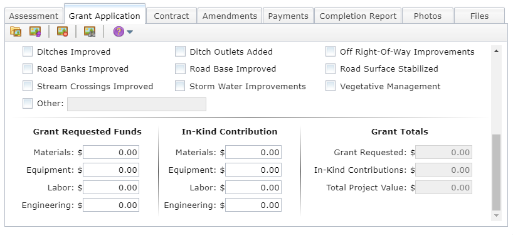 Assessment Grant Application Contract Amendments Payments Completion Report Photos Files
Ditches Improved Ditch Outlets Added Off Right-Of-Way Improvements
Road Banks Improved Road Base Improved Road Surface Stabilized
Stream Crossings Improved Storm Water Improvements Vegetative Management
Other:
Grant Requested Funds In-Kind Contribution Grant Totals
Materials: $ 0.00 Materials: $ 0.00 Grant Requested: $ 0.00
Equipment: $ 0.00 Equipment: $ 0.00 In-Kind Contributions: $ 0.00
Labor: $ 0.00 Labor: $ 0.00 Total Project Value: $ 0.00
Engineering: $ 0.00 Engineering: $ 0.00